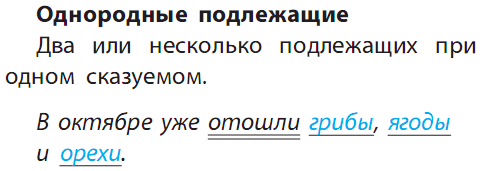 Однородные подлежащие
Два или несколько подлежащих при
одном сказуемом.
В октябре уже отошли грибы, ягоды
и орехи.